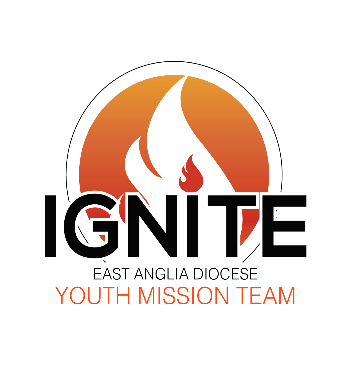 IGNITE
EAST ANGLIA DIOCESE
YOUTH MISSION TEAM